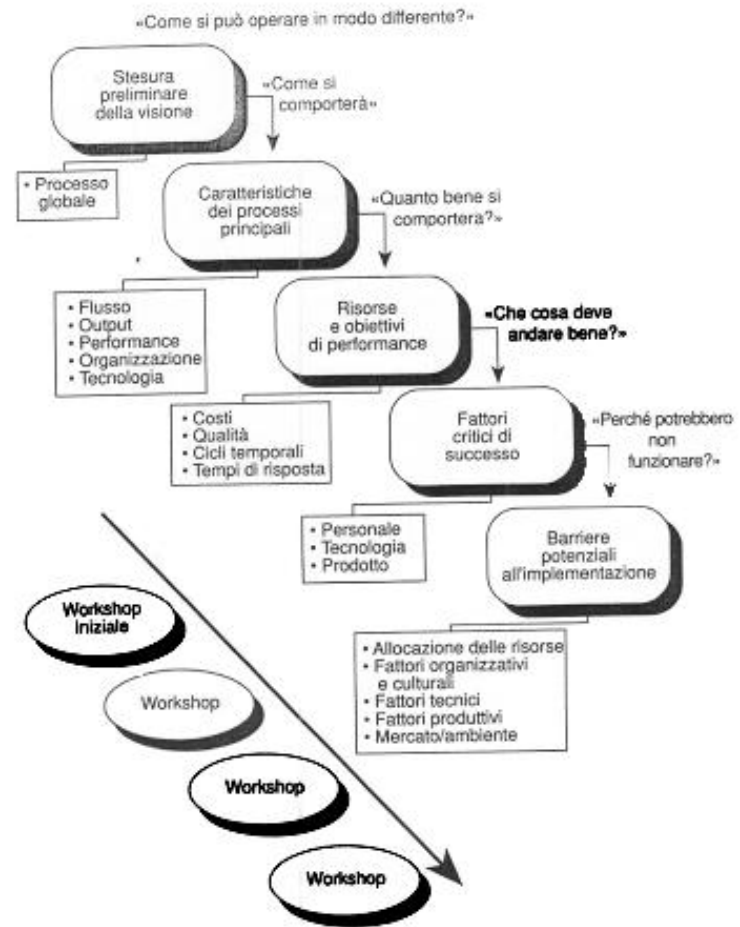 «Come si può operare in modo differente?»
Stesura
preliminare
della visione
«Come si
comporterà»
• Processo
globale
Caratteristiche
dei processi
principali
«Quanto bene si
comportera?»
• Flusso
• Output
• Performance
• Organizzazione
• Tecnologia
Risorse
e obiettivi
di performance
«Che cosa deve
andare bene?»
• Costi
• Qualità
• Cicli temporali
• Tempi di risposta
Fattori
critici di
successo
«Perché potrebbero
non
funzionare?»
• Personale
• Tecnologia
• Prodotto
Barriere
potenziali
all'implementazione
• Allocazione delle risorse
• Fattori organizzativi
e culturali
• Fattori tecnici
• Fattori produttivi
• Mercato/ambiente
Workshop
iniziale
Workshop
Workshop
Workshop